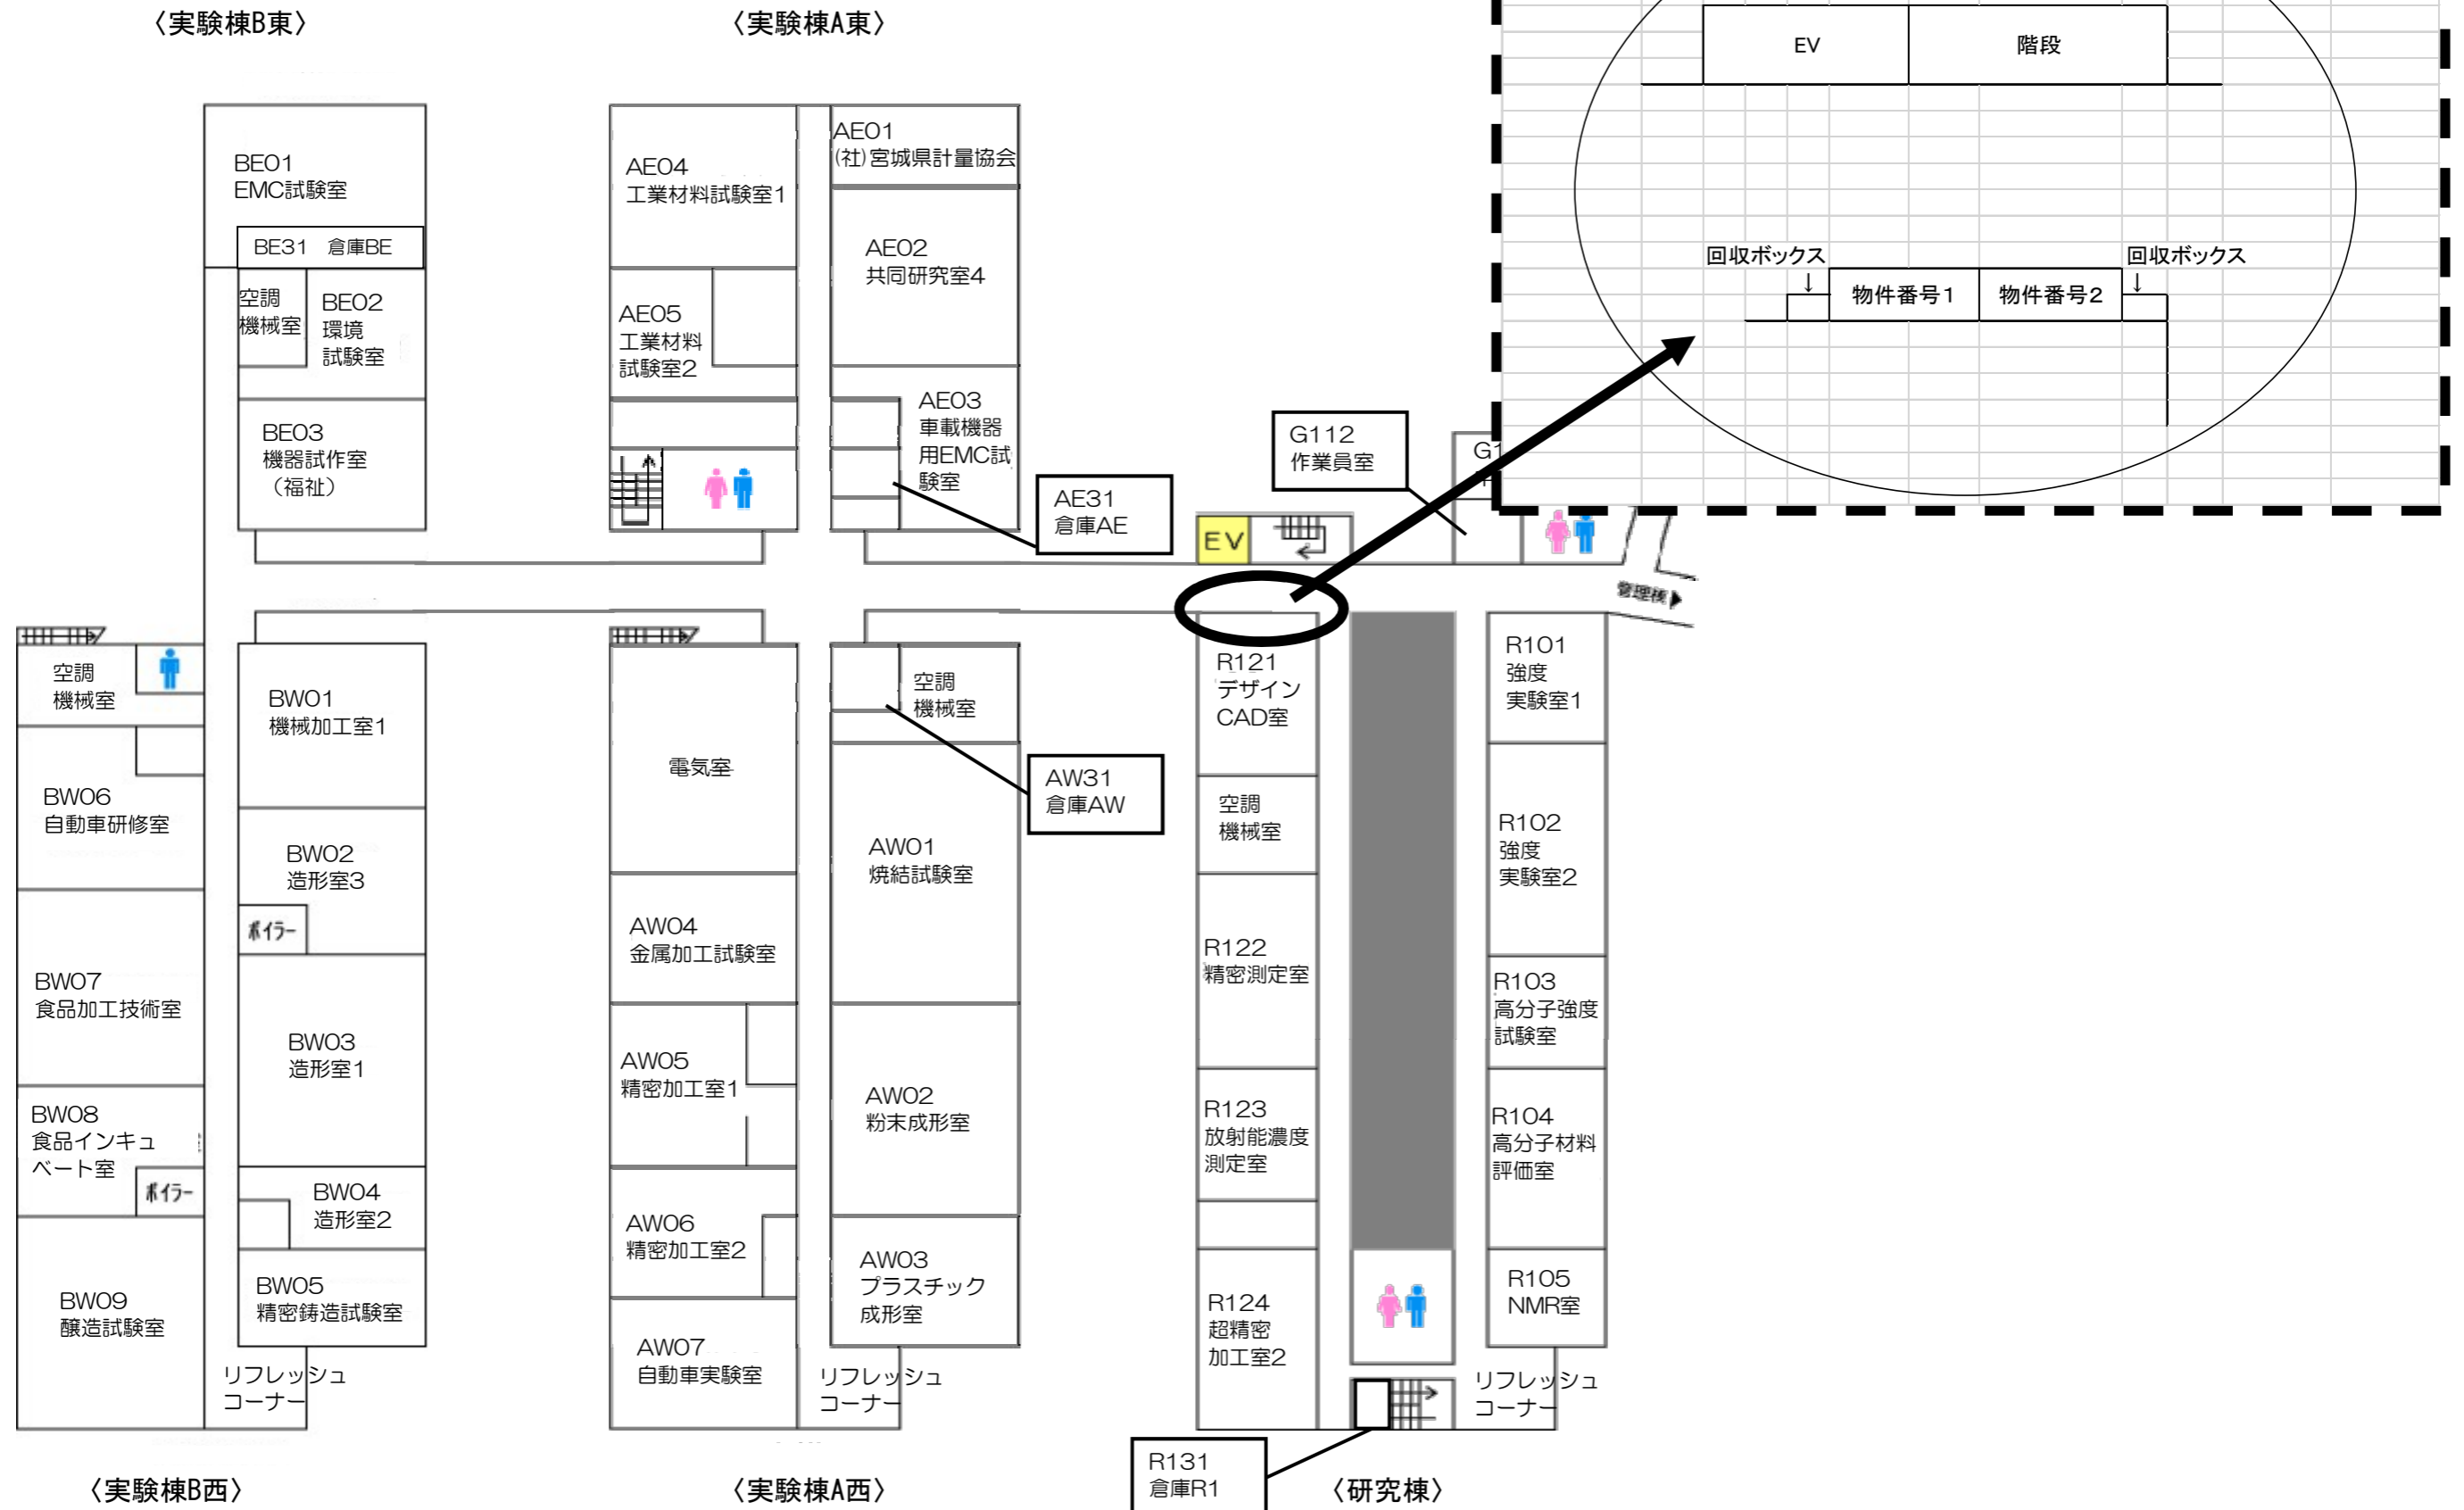 〈実験棟B東〉
〈実験棟A東〉
EV
階段
回収ボックス
↓
物件番号1
物件番号2
回収ボックス
↓
BE01
EMC試験室
BE31 倉庫BE
空調
機械室
BE02
環境
試験室
BE03
機器試作室
（福祉）
AE04
工業材料試験室1
AE05
工業材料
試験室2
AE01
(社)宮城県計量協会
AE02
共同研究室4
AE03
車載機器
用EMC試
験室
AE31
倉庫AE
G112
作業員室
EV
管理棟▶
空調
機械室
BW06
自動車研修室
BW07
食品加工技術室
BW08
食品インキュ
ベート室
ボイラー
BW09
醸造試験室
BW01
機械加工室1
BW02
造形室3
ボイラー
BW03
造形室1
BW04
造形室2
BW05
精密鋳造試験室
リフレッシュ
コーナー
電気室
AW04
金属加工試験室
AW05
精密加工室1
AW06
精密加工室2
AW07
自動車実験室
空調
機械室
AW31
倉庫AW
AW01
焼結試験室
AW02
粉末成形室
AW03
プラスチック
成形室
リフレッシュ
コーナー
R121
デザイン
CAD室
空調
機械室
R122
精密測定室
R123
放射能濃度
測定室
R124
超精密
加工室2
R101
強度
実験室1
R102
強度
実験室2
R103
高分子強度
試験室
R104
高分子材料
評価室
R105
NMR室
リフレッシュ
コーナー
R131
倉庫R1
〈実験棟B西〉
〈実験棟A西〉
〈研究棟〉